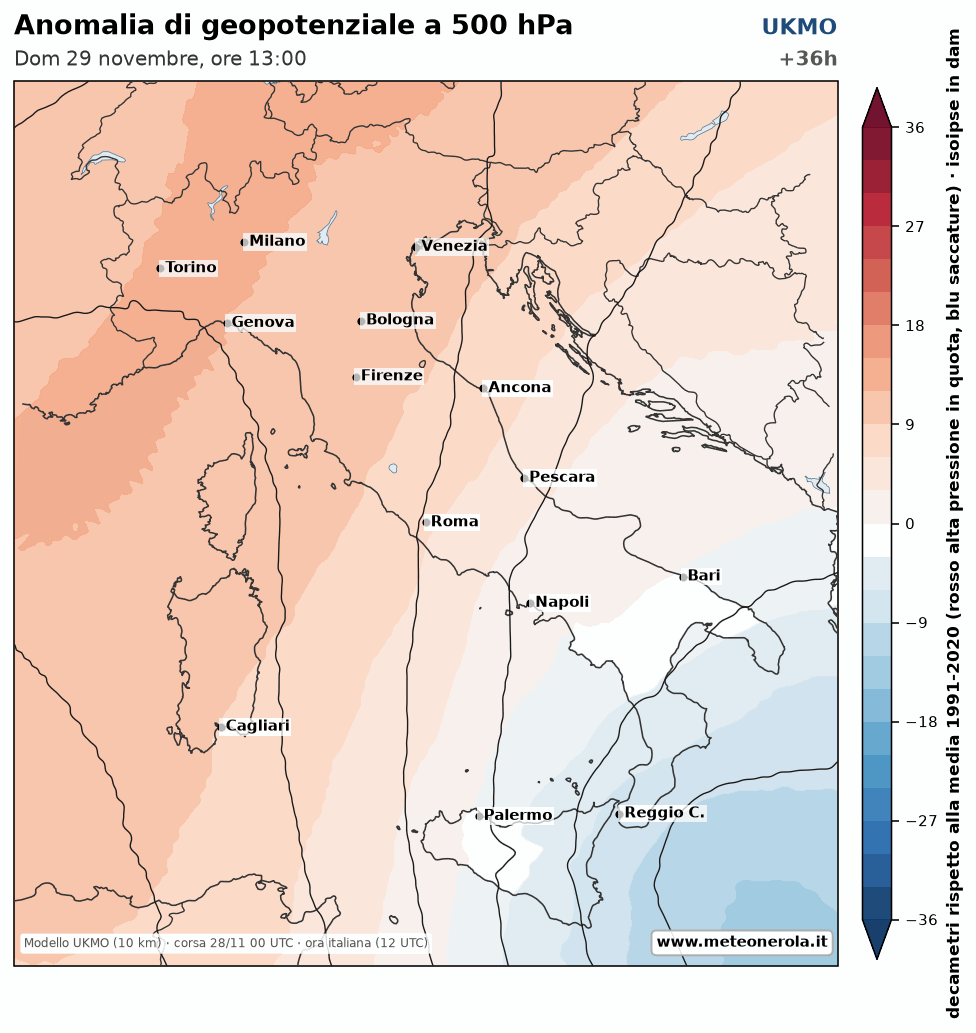 Anomalia di geopotenziale a 500 hPa
UKMO
Dom 29 novembre, ore 13:00
+36h
Milano
Venezia
Torino
Genova
Bologna
Firenze
Ancona
Pescara
Roma
Bari
Napoli
Cagliari
Palermo
Reggio C.
Modello UKMO (10 km) · corsa 28/11 00 UTC · ora italiana (12 UTC)
www.meteonerola.it
36
27
18
9
0
−9
−18
−27
−36
decametri rispetto alla media 1991-2020 (rosso alta pressione in quota, blu saccature) · isoipse in dam